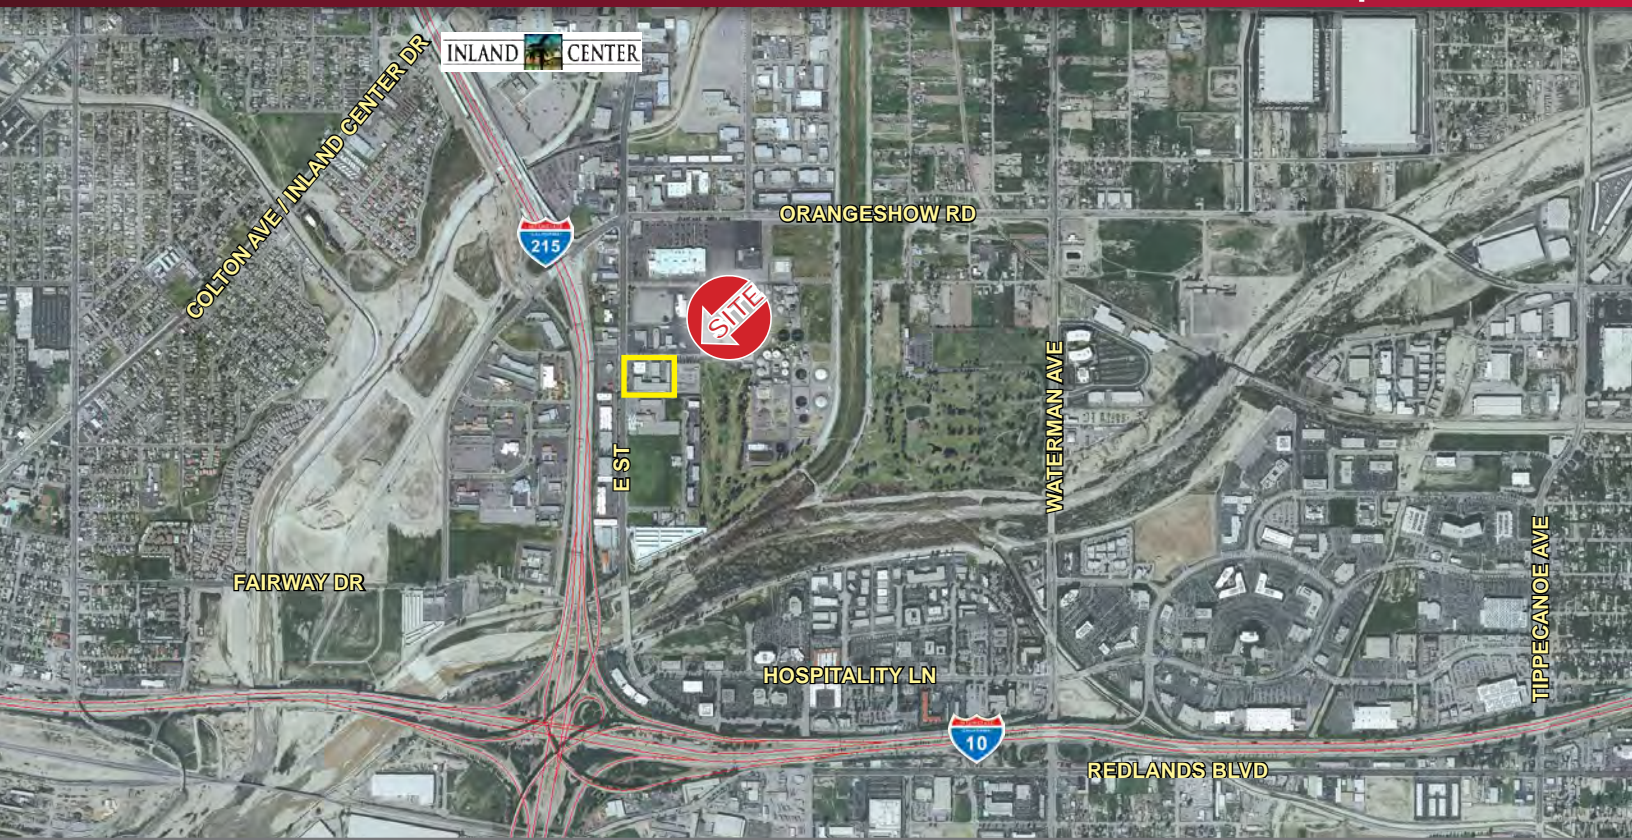 INLAND CENTER
COLTON AVE / INLAND CENTER DR
ORANGESHOW RD
215
SITE
WATERMAN AVE
E ST
TIPPECANOE AVE
FAIRWAY DR
HOSPITALITY LN
10
REDLANDS BLVD